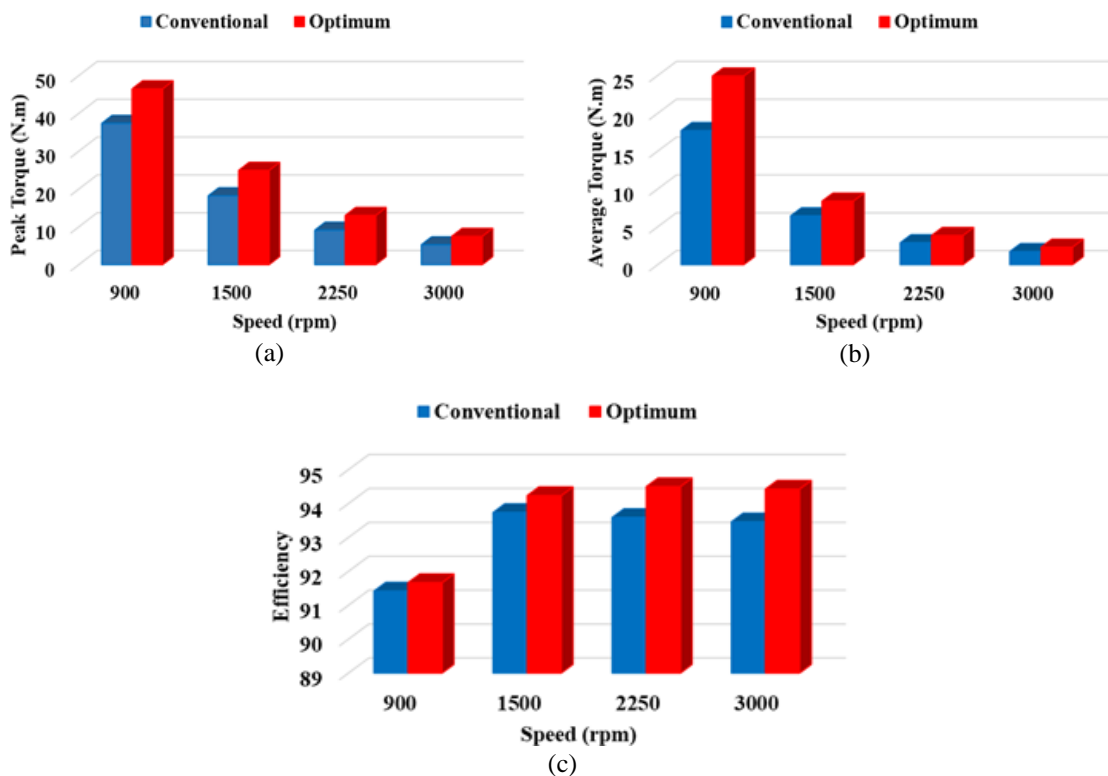 Conventional Optimum
Peak Torque (N.m)
50
40
30
20
10
0
900 1500 2250 3000
Speed (rpm)
(a)
Conventional Optimum
Average Torque (N.m)
25
20
15
10
5
0
900 1500 2250 3000
Speed (rpm)
(b)
Conventional Optimum
Efficiency
95
94
93
92
91
90
89
900 1500 2250 3000
Speed (rpm)
(c)